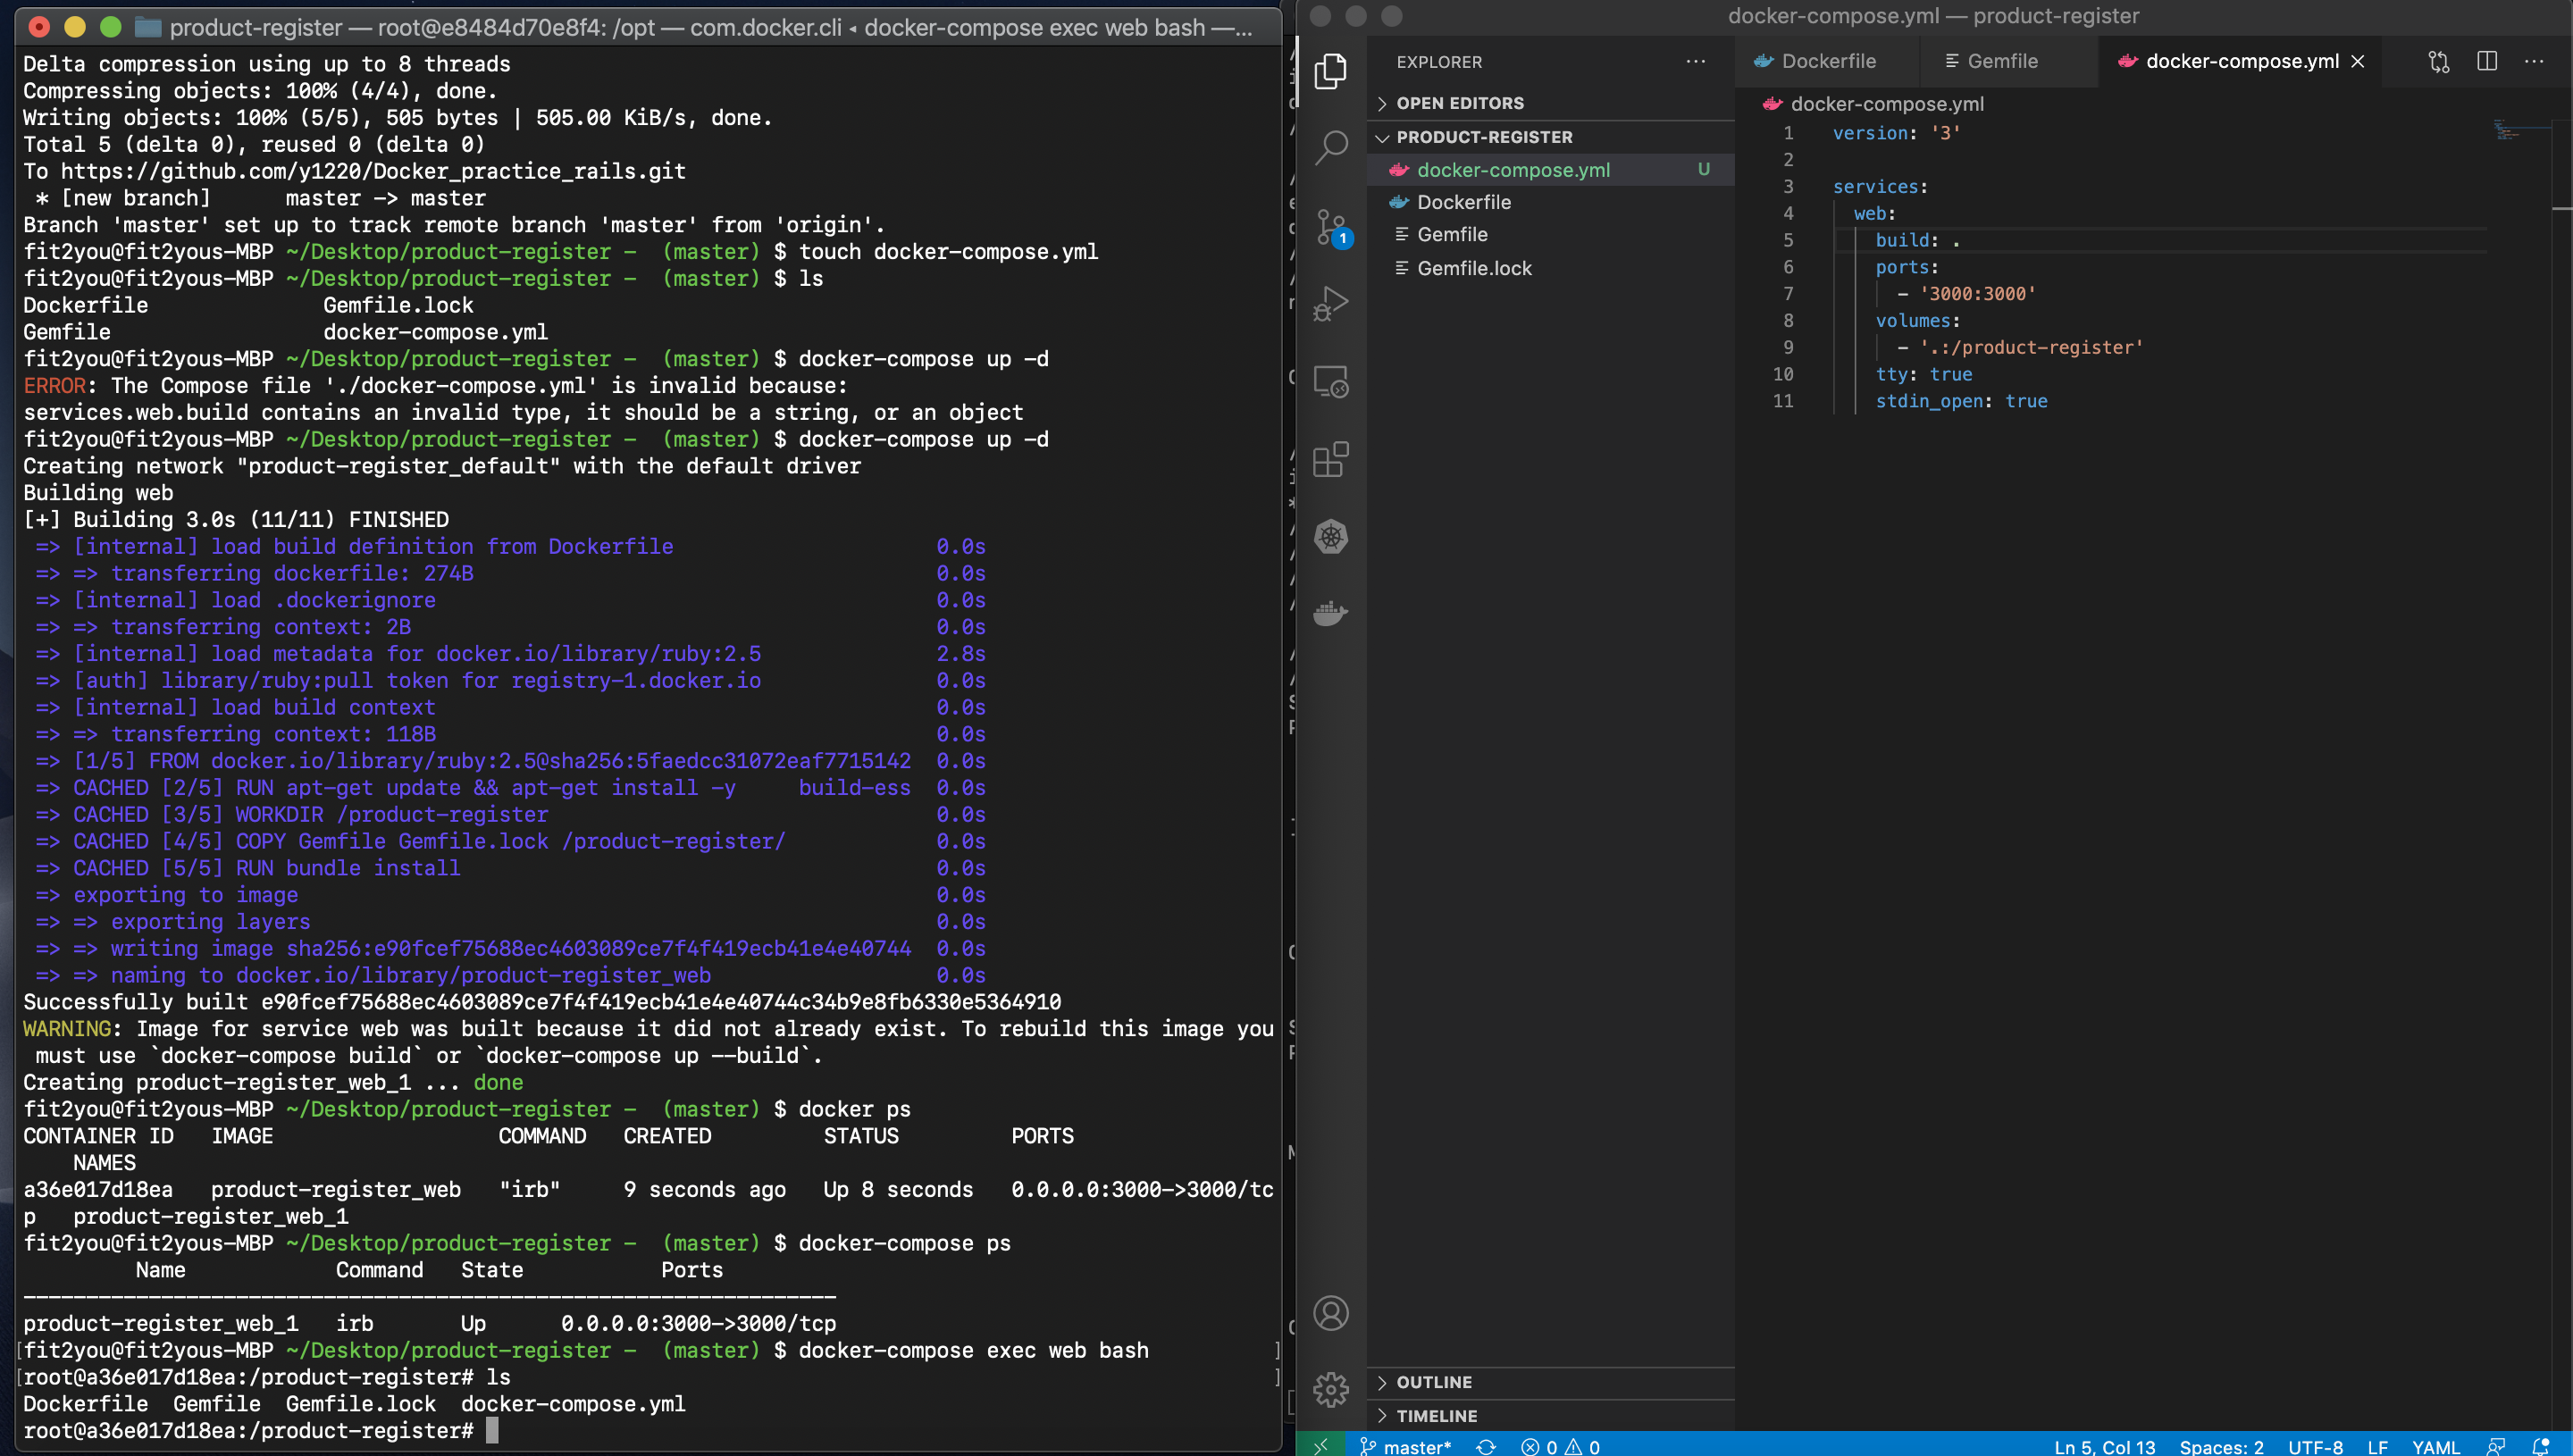 product-register — root@e8484d70e8f4: /opt — com.docker.cli ◂ docker-compose exec web bash —...
Delta compression using up to 8 threads
Compressing objects: 100% (4/4), done.
Writing objects: 100% (5/5), 505 bytes | 505.00 KiB/s, done.
Total 5 (delta 0), reused 0 (delta 0)
To https://github.com/y1220/Docker_practice_rails.git
 * [new branch]      master -> master
Branch 'master' set up to track remote branch 'master' from 'origin'.
fit2you@fit2yous-MBP ~/Desktop/product-register -  (master) $ touch docker-compose.yml
fit2you@fit2yous-MBP ~/Desktop/product-register -  (master) $ ls
Dockerfile              Gemfile.lock
Gemfile                 docker-compose.yml
fit2you@fit2yous-MBP ~/Desktop/product-register -  (master) $ docker-compose up -d
ERROR: The Compose file './docker-compose.yml' is invalid because:
services.web.build contains an invalid type, it should be a string, or an object
fit2you@fit2yous-MBP ~/Desktop/product-register -  (master) $ docker-compose up -d
Creating network "product-register_default" with the default driver
Building web
[+] Building 3.0s (11/11) FINISHED
 => [internal] load build definition from Dockerfile                     0.0s
 => => transferring dockerfile: 274B                                     0.0s
 => [internal] load .dockerignore                                        0.0s
 => => transferring context: 2B                                          0.0s
 => [internal] load metadata for docker.io/library/ruby:2.5              2.8s
 => [auth] library/ruby:pull token for registry-1.docker.io              0.0s
 => [internal] load build context                                        0.0s
 => => transferring context: 118B                                        0.0s
 => [1/5] FROM docker.io/library/ruby:2.5@sha256:5faedcc31072eaf7715142  0.0s
 => CACHED [2/5] RUN apt-get update && apt-get install -y     build-ess  0.0s
 => CACHED [3/5] WORKDIR /product-register                               0.0s
 => CACHED [4/5] COPY Gemfile Gemfile.lock /product-register/            0.0s
 => CACHED [5/5] RUN bundle install                                      0.0s
 => exporting to image                                                   0.0s
 => => exporting layers                                                  0.0s
 => => writing image sha256:e90fcef75688ec4603089ce7f4f419ecb41e4e40744  0.0s
 => => naming to docker.io/library/product-register_web                  0.0s
Successfully built e90fcef75688ec4603089ce7f4f419ecb41e4e40744c34b9e8fb6330e5364910
WARNING: Image for service web was built because it did not already exist. To rebuild this image you
 must use `docker-compose build` or `docker-compose up --build`.
Creating product-register_web_1 ... done
fit2you@fit2yous-MBP ~/Desktop/product-register -  (master) $ docker ps
CONTAINER ID   IMAGE                  COMMAND   CREATED         STATUS         PORTS
    NAMES
a36e017d18ea   product-register_web   "irb"     9 seconds ago   Up 8 seconds   0.0.0.0:3000->3000/tc
p   product-register_web_1
fit2you@fit2yous-MBP ~/Desktop/product-register -  (master) $ docker-compose ps
         Name            Command   State           Ports
-----------------------------------------------------------------
product-register_web_1   irb       Up      0.0.0.0:3000->3000/tcp
[fit2you@fit2yous-MBP ~/Desktop/product-register -  (master) $ docker-compose exec web bash ]
[root@a36e017d18ea:/product-register# ls ]
Dockerfile  Gemfile  Gemfile.lock  docker-compose.yml
root@a36e017d18ea:/product-register#
docker-compose.yml — product-register
1
EXPLORER ...
OPEN EDITORS
PRODUCT-REGISTER
docker-compose.yml U
Dockerfile
Gemfile
Gemfile.lock
OUTLINE
TIMELINE
Dockerfile Gemfile docker-compose.yml ...
docker-compose.yml
1 version: '3'
2
3 services:
4   web:
5     build: .
6     ports:
7       - '3000:3000'
8     volumes:
9       - '.:/product-register'
10     tty: true
11     stdin_open: true
master* 0 0 Ln 5, Col 13 Spaces: 2 UTF-8 LF YAML